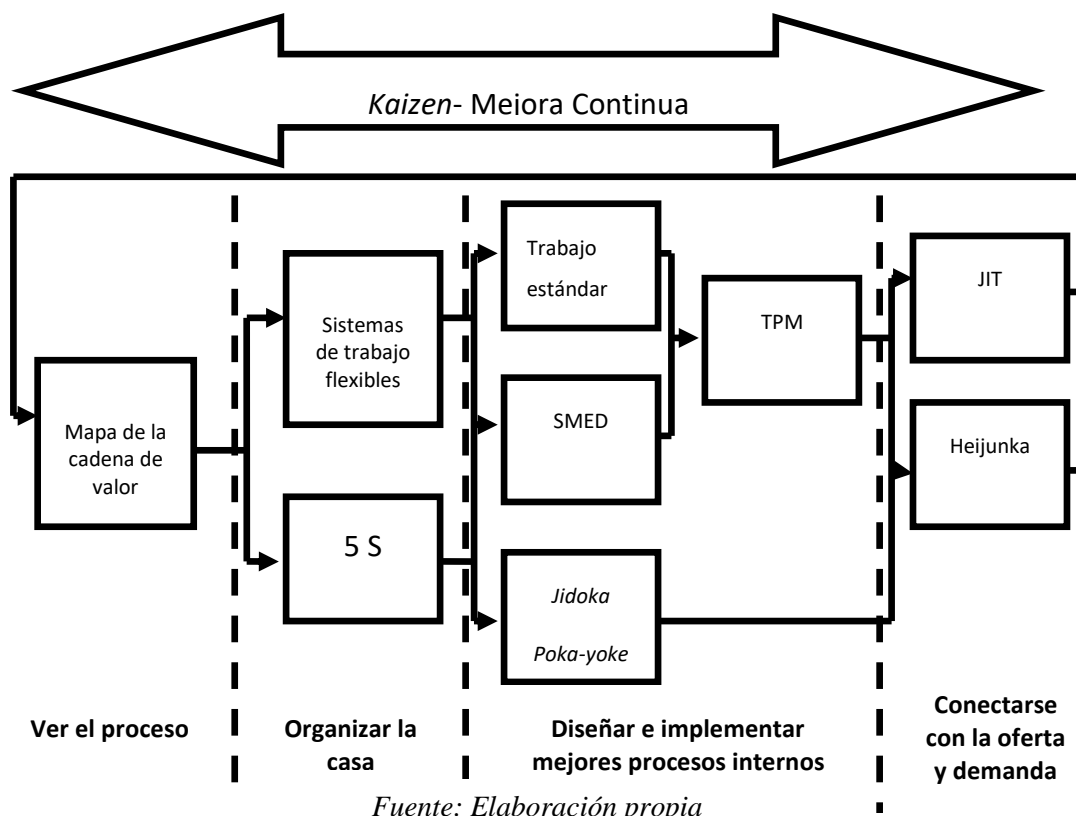 Kaizen- Mejora Continua
Trabajo
estándar
JIT
TPM
Sistemas
de trabajo
flexibles
SMED
Mapa de la
cadena de
valor
Heijunka
5 S
Jidoka
Poka-yoke
Ver el proceso
Organizar la
casa
Diseñar e implementar
mejores procesos internos
Conectarse
con la oferta
y demanda
Fuente: Elaboración propia